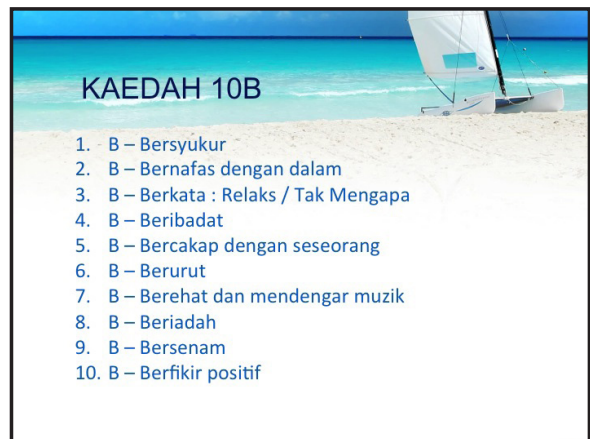 KAEDAH 10B
1. B – Bersyukur
2. B – Bernafas dengan dalam
3. B – Berkata : Relaks / Tak Mengapa
4. B – Beribadat
5. B – Bercakap dengan seseorang
6. B – Berurut
7. B – Berehat dan mendengar muzik
8. B – Beriadah
9. B – Bersenam
10. B – Berfikir positif